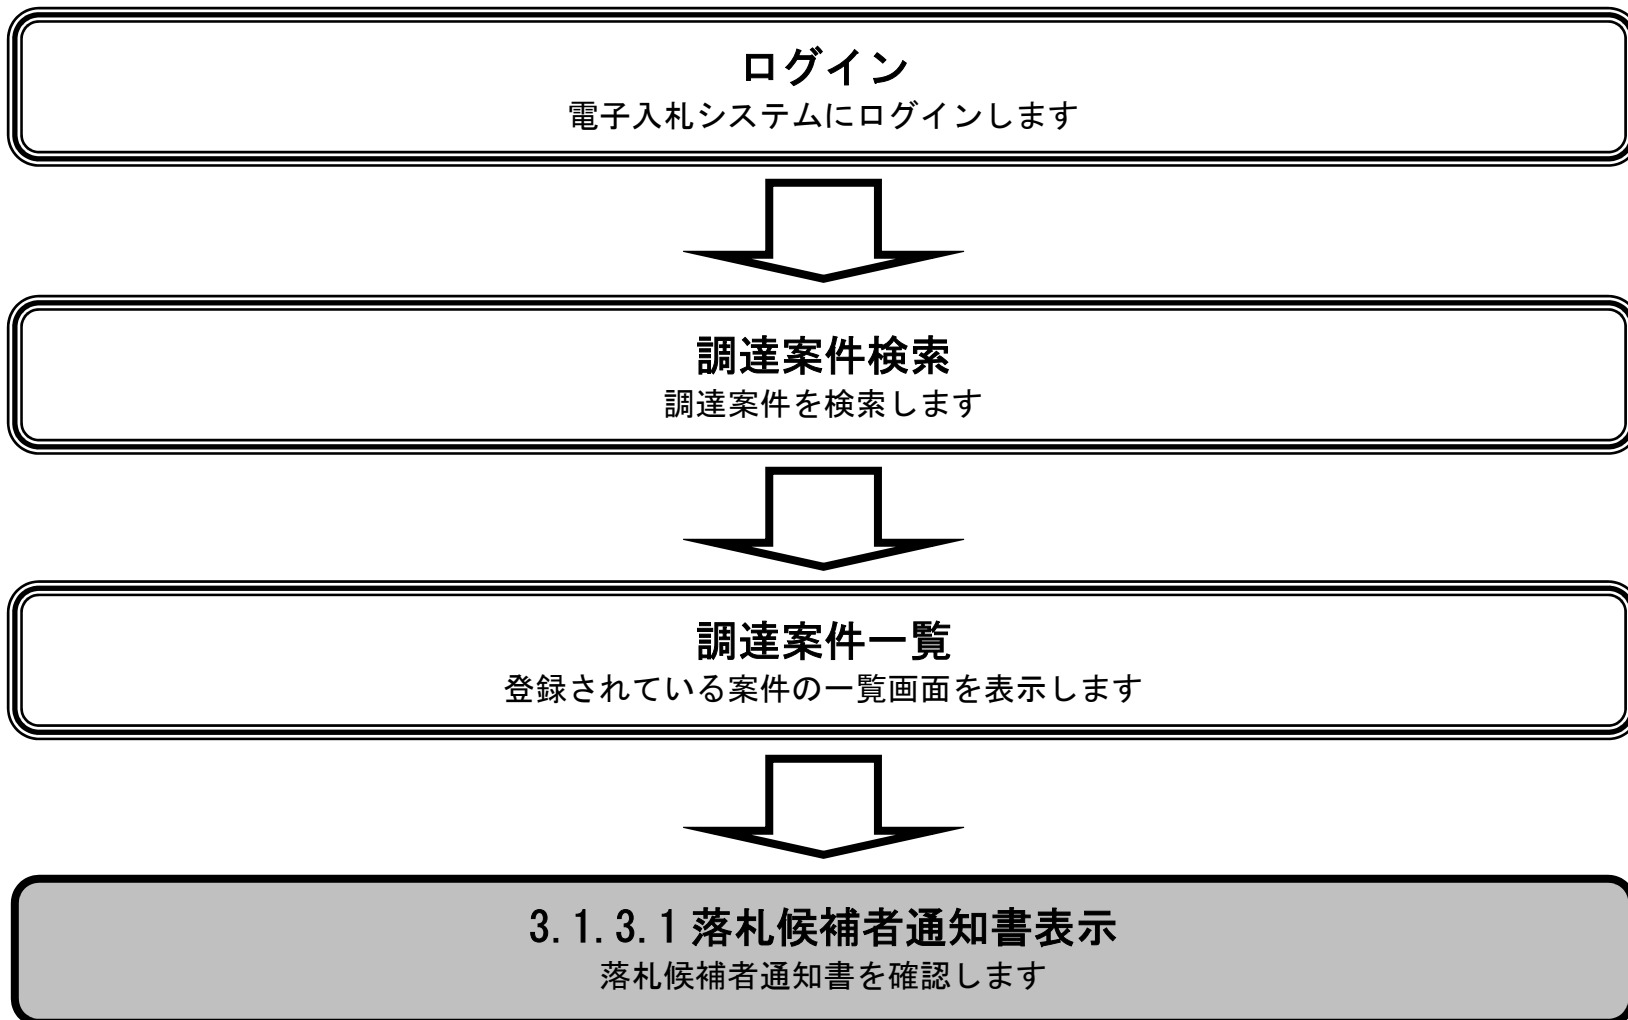 ログイン
電子入札システムにログインします
調達案件検索
調達案件を検索します
調達案件一覧
登録されている案件の一覧画面を表示します
3.1.3.1 落札候補者通知書表示
落札候補者通知書を確認します